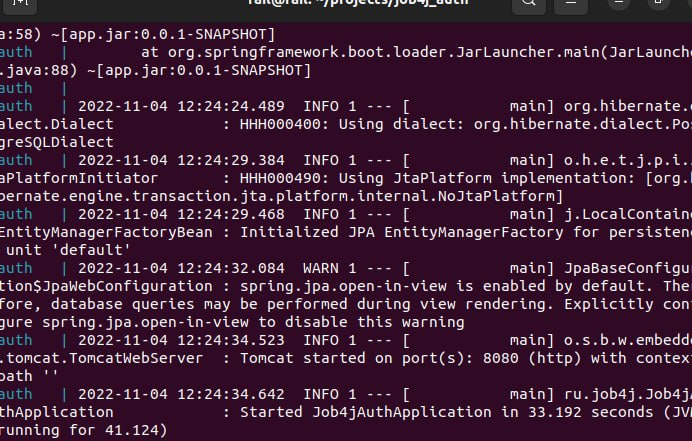 rail@rail: ~/projects/job4j_auth
a:58) ~[app.jar:0.0.1-SNAPSHOT]
auth   |         at org.springframework.boot.loader.JarLauncher.main(JarLaunche
.java:88) ~[app.jar:0.0.1-SNAPSHOT]
auth   |
auth   | 2022-11-04 12:24:24.489  INFO 1 --- [           main] org.hibernate.
alect.Dialect            : HHH000400: Using dialect: org.hibernate.dialect.Pos
greSQLDialect
auth   | 2022-11-04 12:24:29.384  INFO 1 --- [           main] o.h.e.t.j.p.i.
aPlatformInitiator       : HHH000490: Using JtaPlatform implementation: [org.h
bernate.engine.transaction.jta.platform.internal.NoJtaPlatform]
auth   | 2022-11-04 12:24:29.468  INFO 1 --- [           main] j.LocalContaine
EntityManagerFactoryBean : Initialized JPA EntityManagerFactory for persistenc
 unit 'default'
auth   | 2022-11-04 12:24:32.084  WARN 1 --- [           main] JpaBaseConfigur
tion$JpaWebConfiguration : spring.jpa.open-in-view is enabled by default. Ther
fore, database queries may be performed during view rendering. Explicitly conf
gure spring.jpa.open-in-view to disable this warning
auth   | 2022-11-04 12:24:34.523  INFO 1 --- [           main] o.s.b.w.embedde
.tomcat.TomcatWebServer  : Tomcat started on port(s): 8080 (http) with context
path ''
auth   | 2022-11-04 12:24:34.642  INFO 1 --- [           main] ru.job4j.Job4jA
thApplication            : Started Job4jAuthApplication in 33.192 seconds (JVM
running for 41.124)